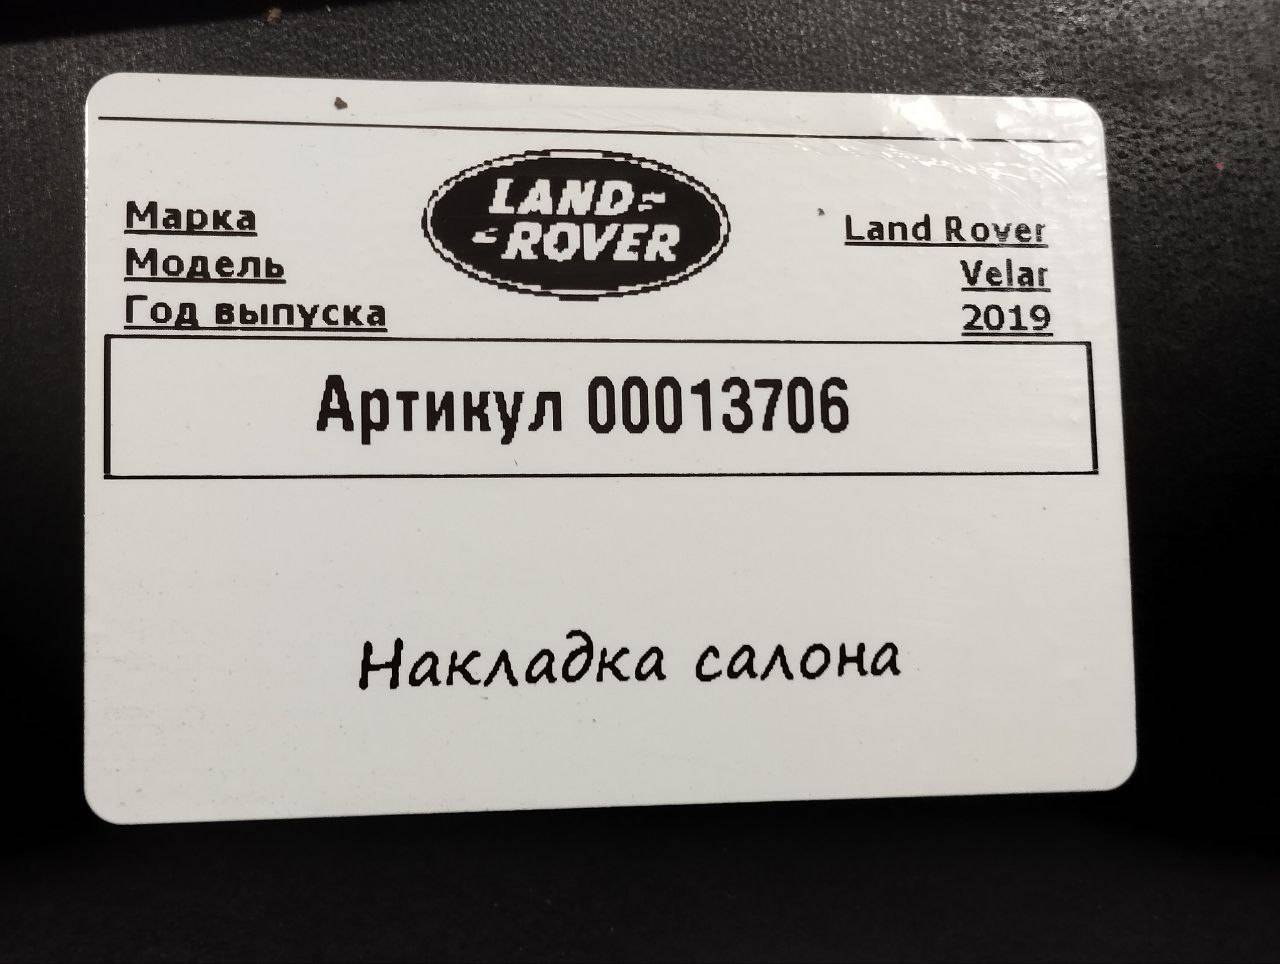 LAND
ROVER
Марка Land Rover
Модель Velar
Год выпуска 2019
Артикул 00013706
Накладка салона